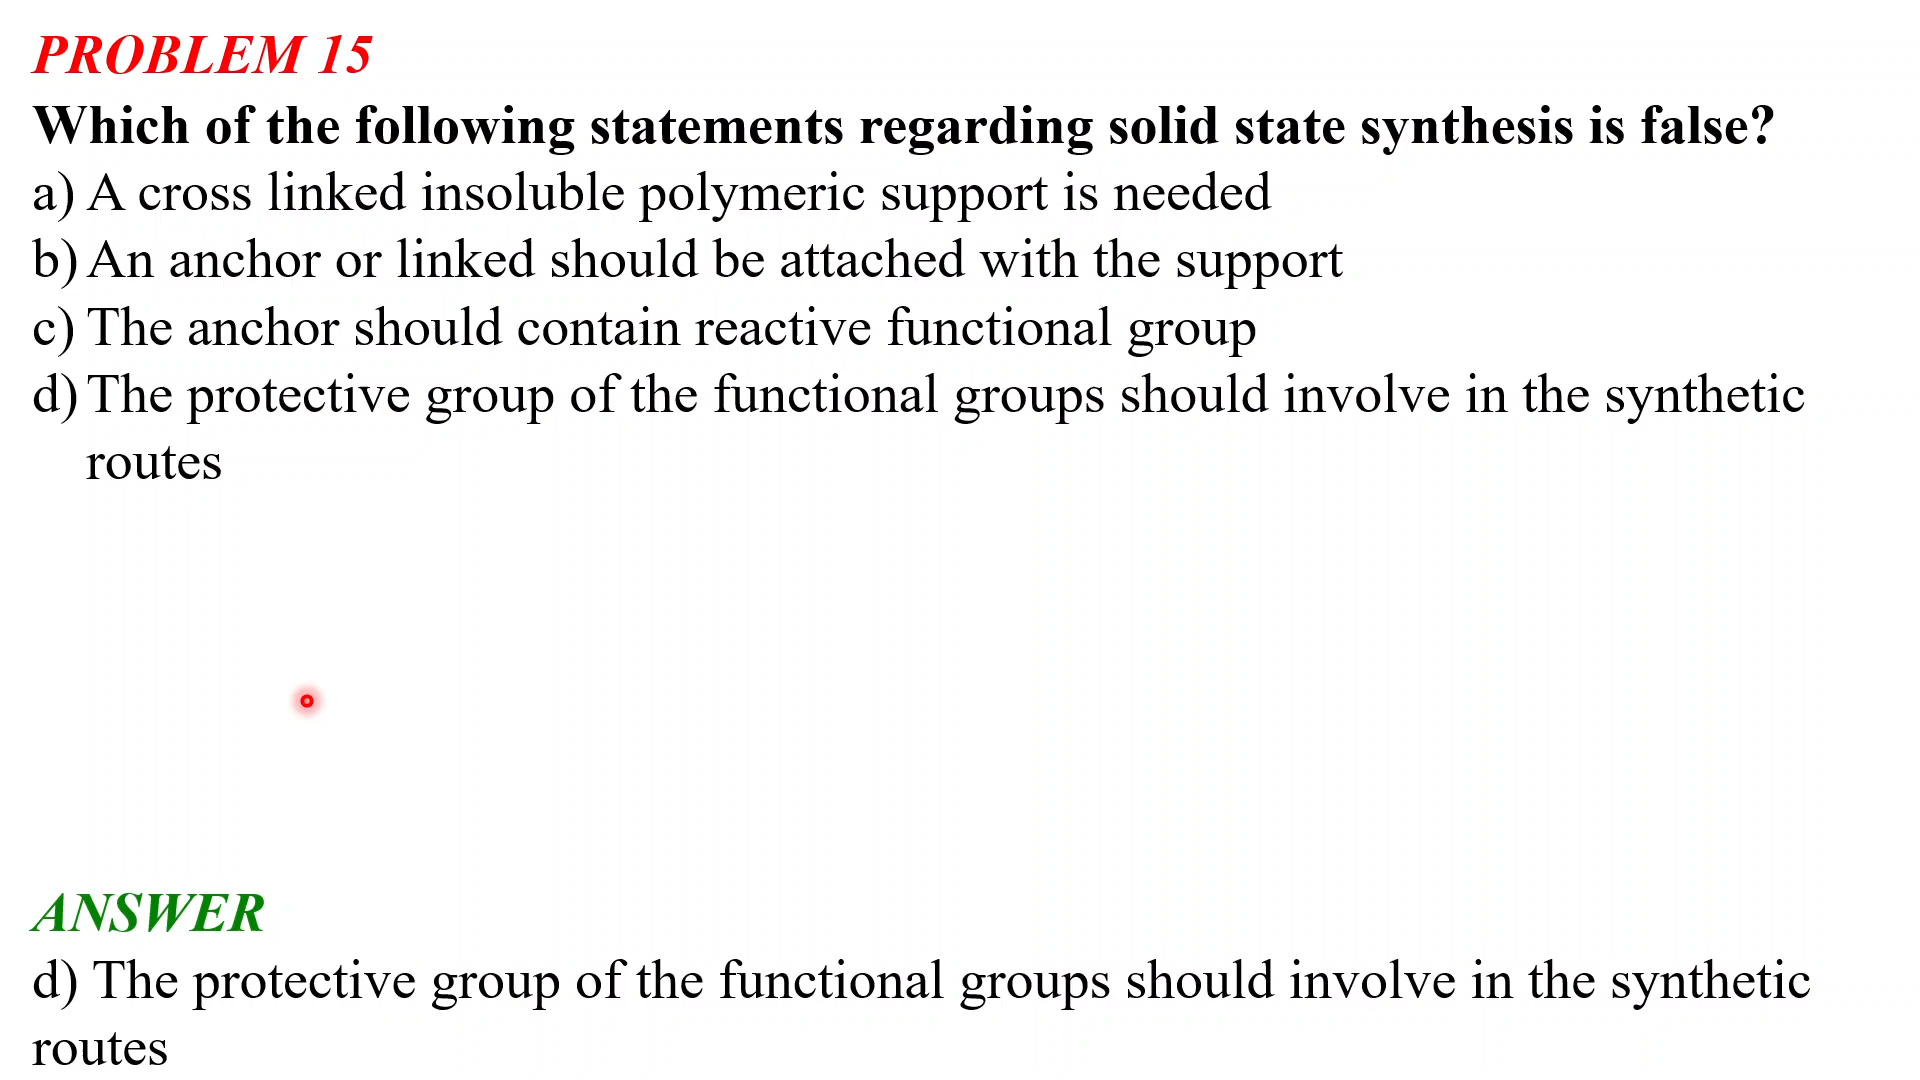 PROBLEM 15
Which of the following statements regarding solid state synthesis is false?
a) A cross linked insoluble polymeric support is needed
b) An anchor or linked should be attached with the support
c) The anchor should contain reactive functional group
d) The protective group of the functional groups should involve in the synthetic
routes
ANSWER
d) The protective group of the functional groups should involve in the synthetic
routes